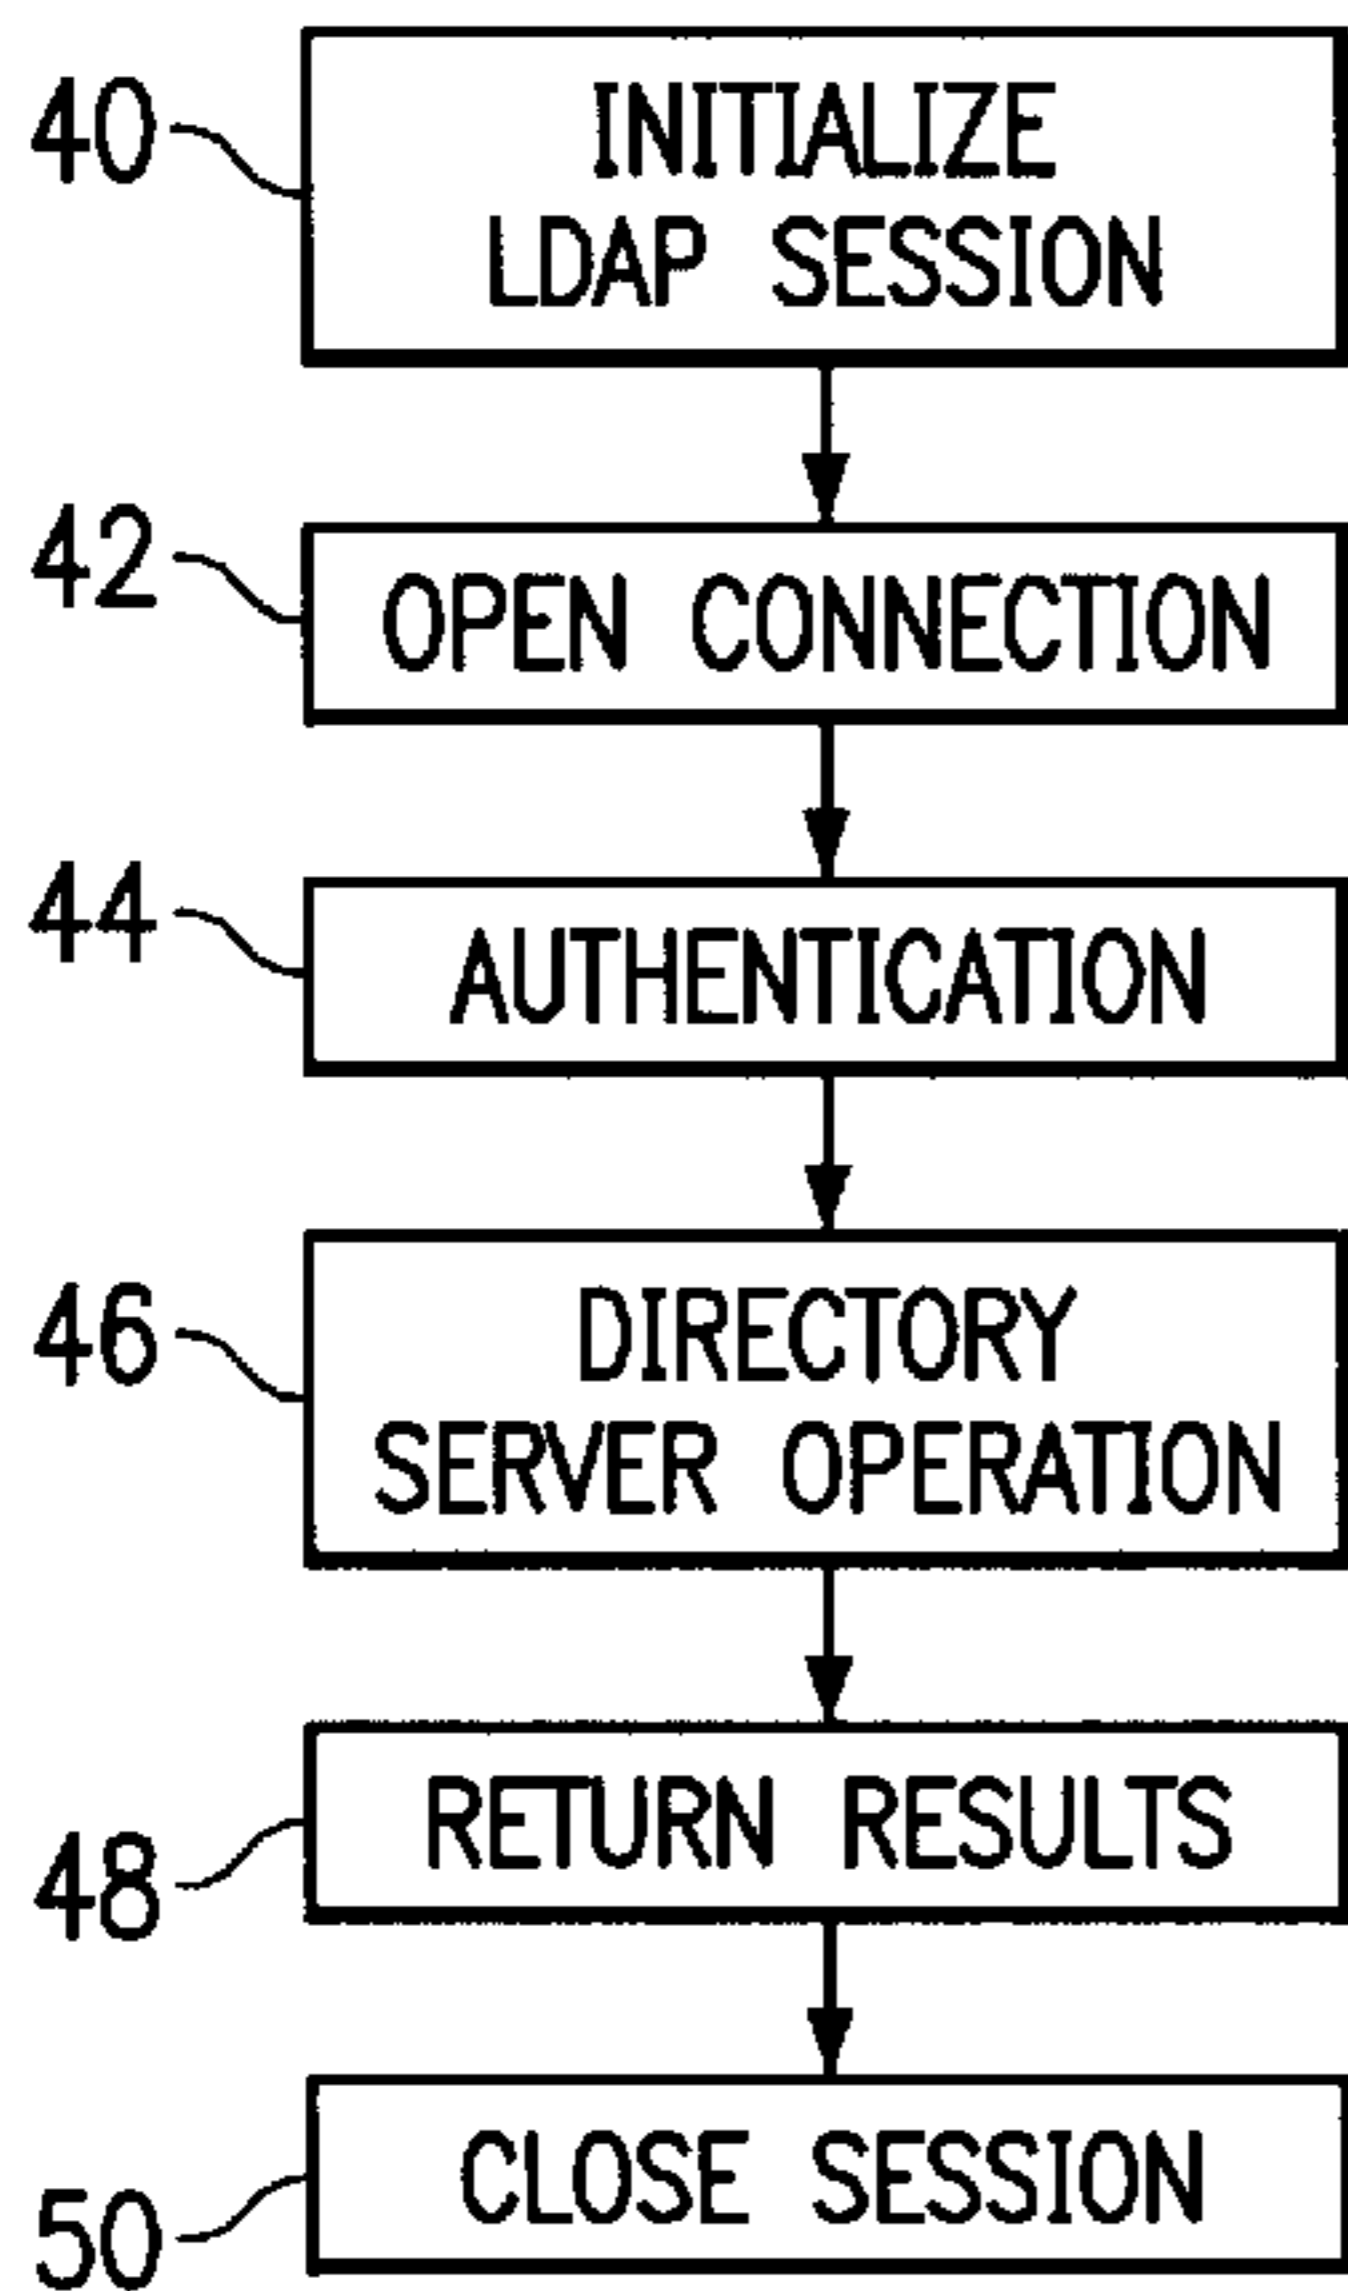 40
INITIALIZE
LDAP SESSION
42
OPEN CONNECTION
44
AUTHENTICATION
46
DIRECTORY
SERVER OPERATION
48
RETURN RESULTS
50
CLOSE SESSION